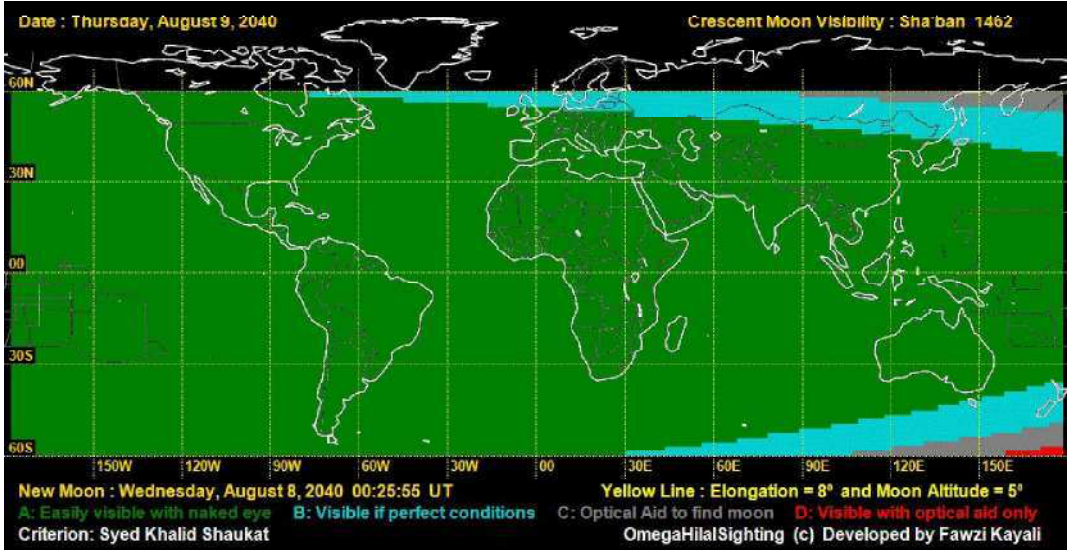 Date : Thursday, August 9, 2040 Crescent Moon Visibility : Sha'ban 1462
60N
30N
00
30S
60S
150W 120W 90W 60W 30W 00 30E 60E 90E 120E 150E
New Moon : Wednesday, August 8, 2040 00:25:55 UT Yellow Line : Elongation = 8º and Moon Altitude = 5º
A: Easily visible with naked eye B: Visible if perfect conditions C: Optical Aid to find moon D: Visible with optical aid only
Criterion: Syed Khalid Shaukat OmegaHilalSighting (c) Developed by Fawzi Kayali